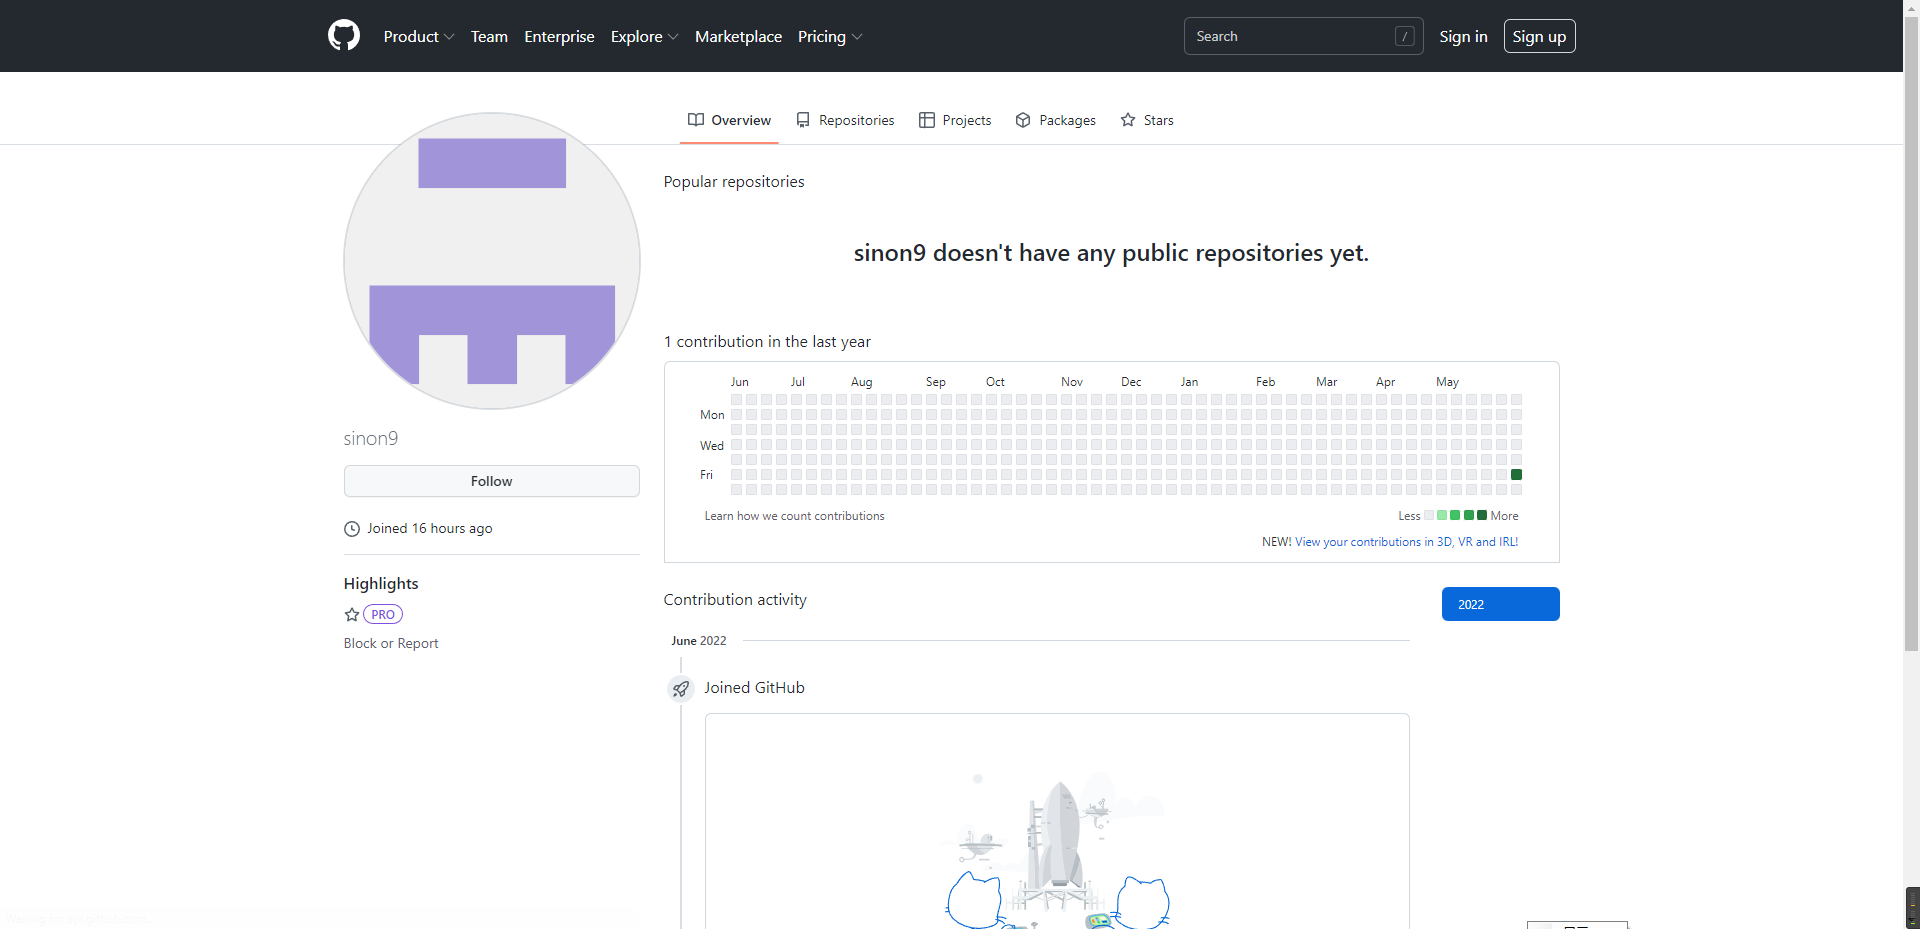 Product Team Enterprise Explore Marketplace Pricing Search / Sign in Sign up
Overview Repositories Projects Packages Stars
Popular repositories
sinon9 doesn't have any public repositories yet.
sinon9
Follow
Joined 16 hours ago
Highlights
PRO
Block or Report
1 contribution in the last year
Jun Jul Aug Sep Oct Nov Dec Jan Feb Mar Apr May
Mon
Wed
Fri
Learn how we count contributions
Less More
NEW! View your contributions in 3D, VR and IRL!
Contribution activity
2022
June 2022
Joined GitHub